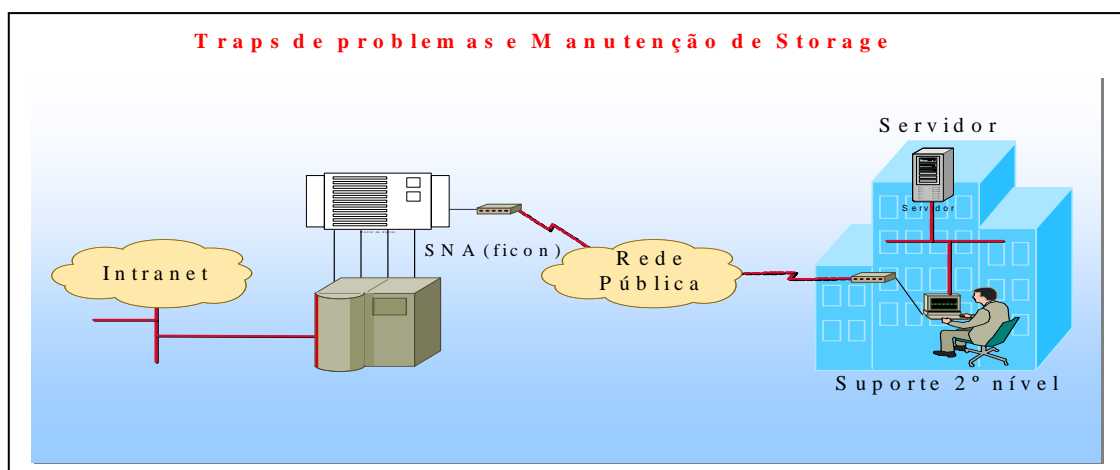 Traps de problemas e Manutenção de Storage
Servidor
Servidor
SNA(ficon)
Intranet
Rede
Pública
Suporte 2º nível